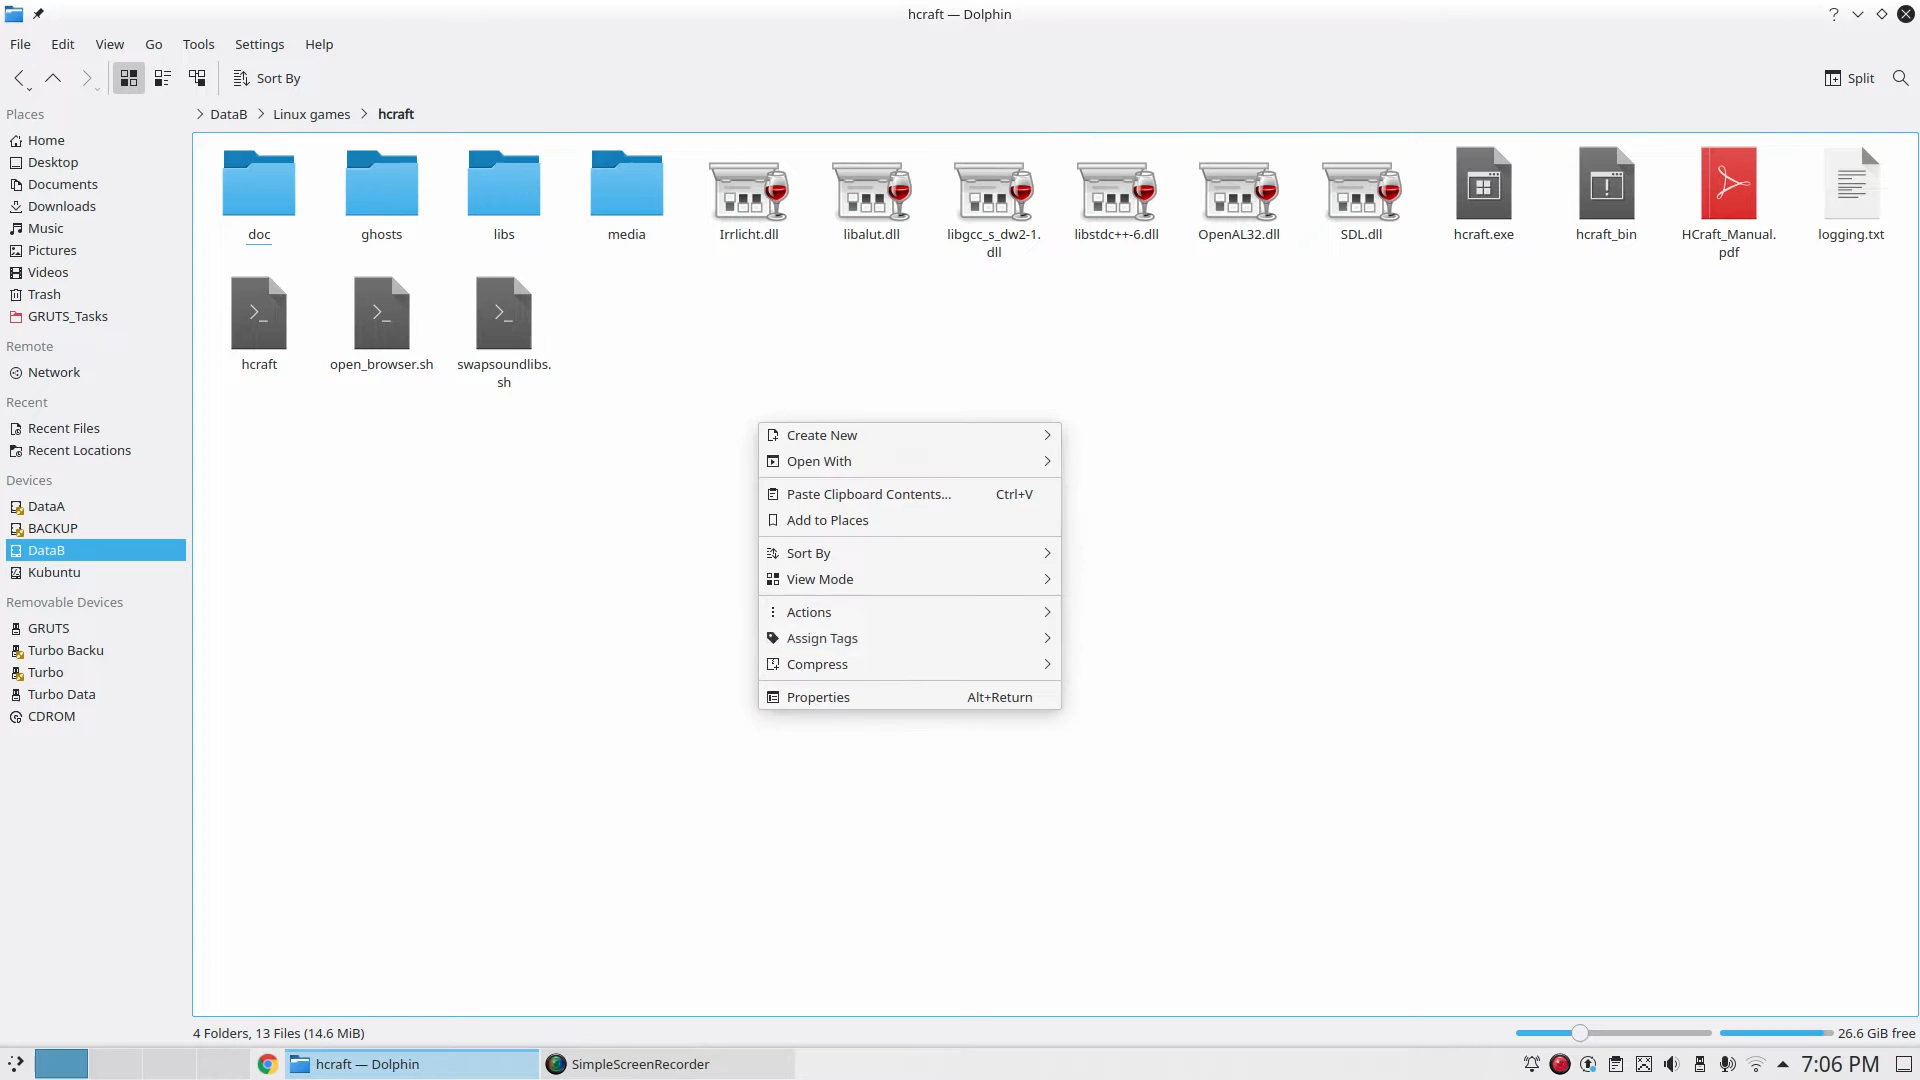 hcraft — Dolphin
File Edit View Go Tools Settings Help
Sort By
Split
Places
DataB Linux games hcraft
Home
Desktop
Documents
Downloads
Music
Pictures
Videos
Trash
GRUTS_Tasks
Remote
Network
Recent
Recent Files
Recent Locations
Devices
DataA
BACKUP
DataB
Kubuntu
Removable Devices
GRUTS
Turbo Backu
Turbo
Turbo Data
CDROM
doc
ghosts
libs
media
Irrlicht.dll
libalut.dll
libgcc_s_dw2-1.
dll
libstdc++-6.dll
OpenAL32.dll
SDL.dll
hcraft.exe
hcraft_bin
HCraft_Manual.
pdf
logging.txt
hcraft
open_browser.sh
swapsoundlibs.
sh
Create New
Open With
Paste Clipboard Contents... Ctrl+V
Add to Places
Sort By
View Mode
Actions
Assign Tags
Compress
Properties Alt+Return
4 Folders, 13 Files (14.6 MiB)
26.6 GiB free
hcraft — Dolphin
SimpleScreenRecorder
7:06 PM